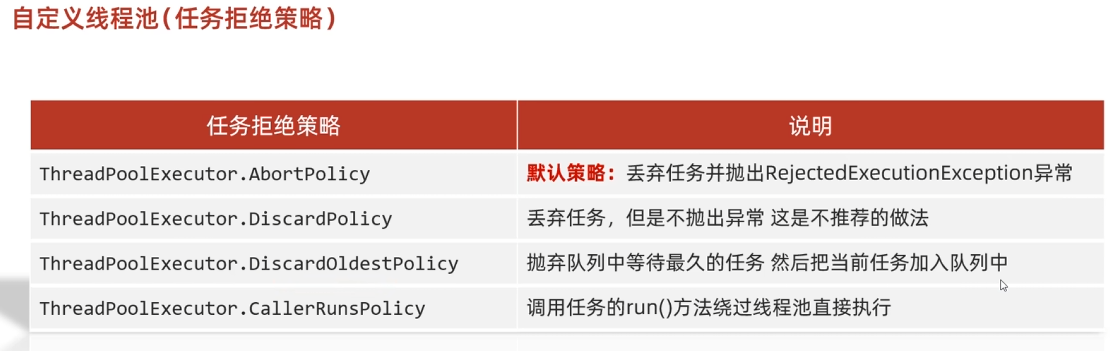 自定义线程池(任务拒绝策略)
任务拒绝策略 说明
ThreadPoolExecutor.AbortPolicy 默认策略：丢弃任务并抛出RejectedExecutionException异常
ThreadPoolExecutor.DiscardPolicy 丢弃任务，但是不抛出异常 这是不推荐的做法
ThreadPoolExecutor.DiscardOldestPolicy 抛弃队列中等待最久的任务 然后把当前任务加入队列中
ThreadPoolExecutor.CallerRunsPolicy 调用任务的run()方法绕过线程池直接执行